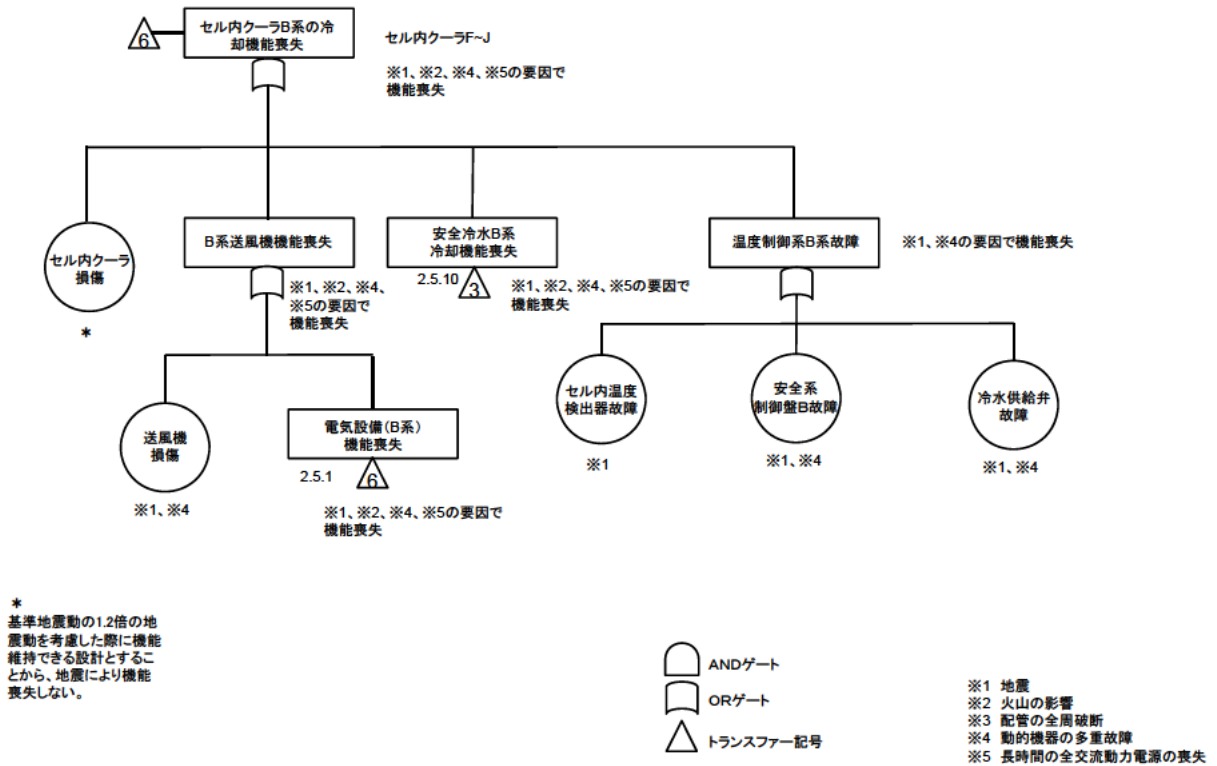 セル内クーラB系の冷
却機能喪失
6
セル内クーラF~J
※1、※2、※4、※5の要因で
機能喪失
セル内クーラ
損傷
*
B系送風機機能喪失
※1、※2、※4、
※5の要因で
機能喪失
安全冷水B系
冷却機能喪失
2.5.10
3
※1、※2、※4、※5の要因で
機能喪失
温度制御系B系故障
※1、※4の要因で機能喪失
送風機
損傷
※1、※4
電気設備(B系)
機能喪失
2.5.1
6
※1、※2、※4、※5の要因で
機能喪失
セル内温度
検出器故障
※1
安全系
制御盤B故障
※1、※4
冷水供給弁
故障
※1、※4
*
基準地震動の1.2倍の地
震動を考慮した際に機能
維持できる設計とするこ
とから、地震により機能
喪失しない。
ANDゲート
ORゲート
トランスファー記号
※1 地震
※2 火山の影響
※3 配管の全周破断
※4 動的機器の多重故障
※5 長時間の全交流動力電源の喪失